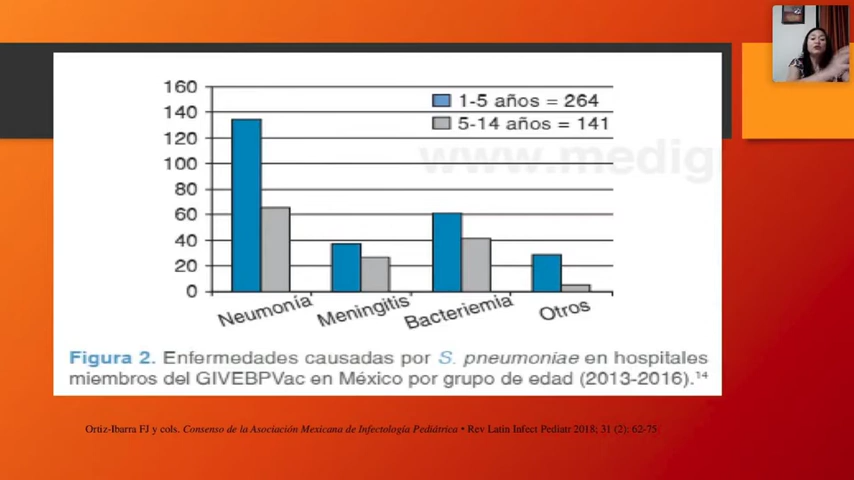 160
140
120
100
80
60
40
20
0
1-5 años = 264
5-14 años = 141
Neumonía
Meningitis
Bacteriemia
Otros
Figura 2. Enfermedades causadas por S. pneumoniae en hospitales
miembros del GIVEBPVac en México por grupo de edad (2013-2016).¹⁴
Ortiz-Ibarra FJ y cols. Consenso de la Asociación Mexicana de Infectología Pediátrica • Rev Latin Infect Pediatr 2018; 31 (2): 62-75